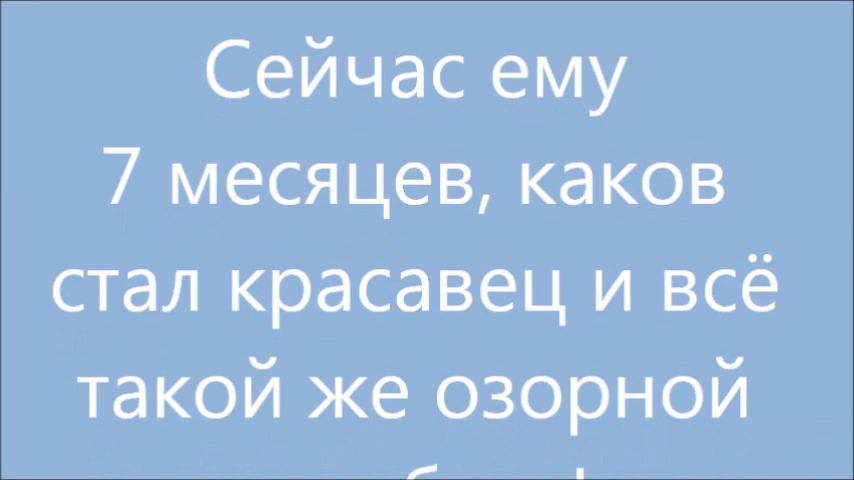 Сейчас ему
7 месяцев, каков
стал красавец и всё
такой же озорной